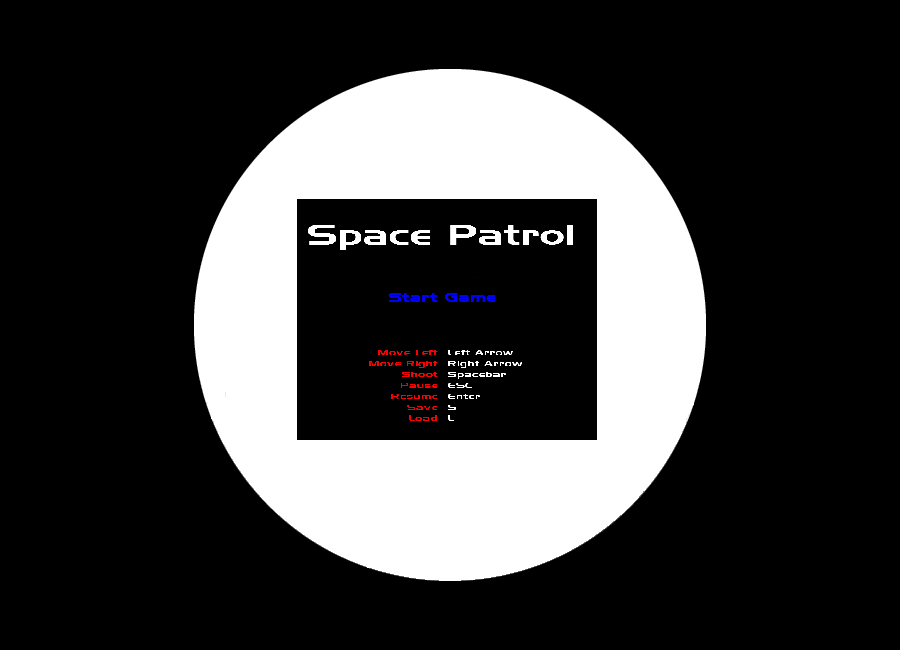 Space Patrol
Start Game
Move Left Left Arrow
Move Right Right Arrow
Shoot Spacebar
Pause ESC
Resume Enter
Save S
Load L